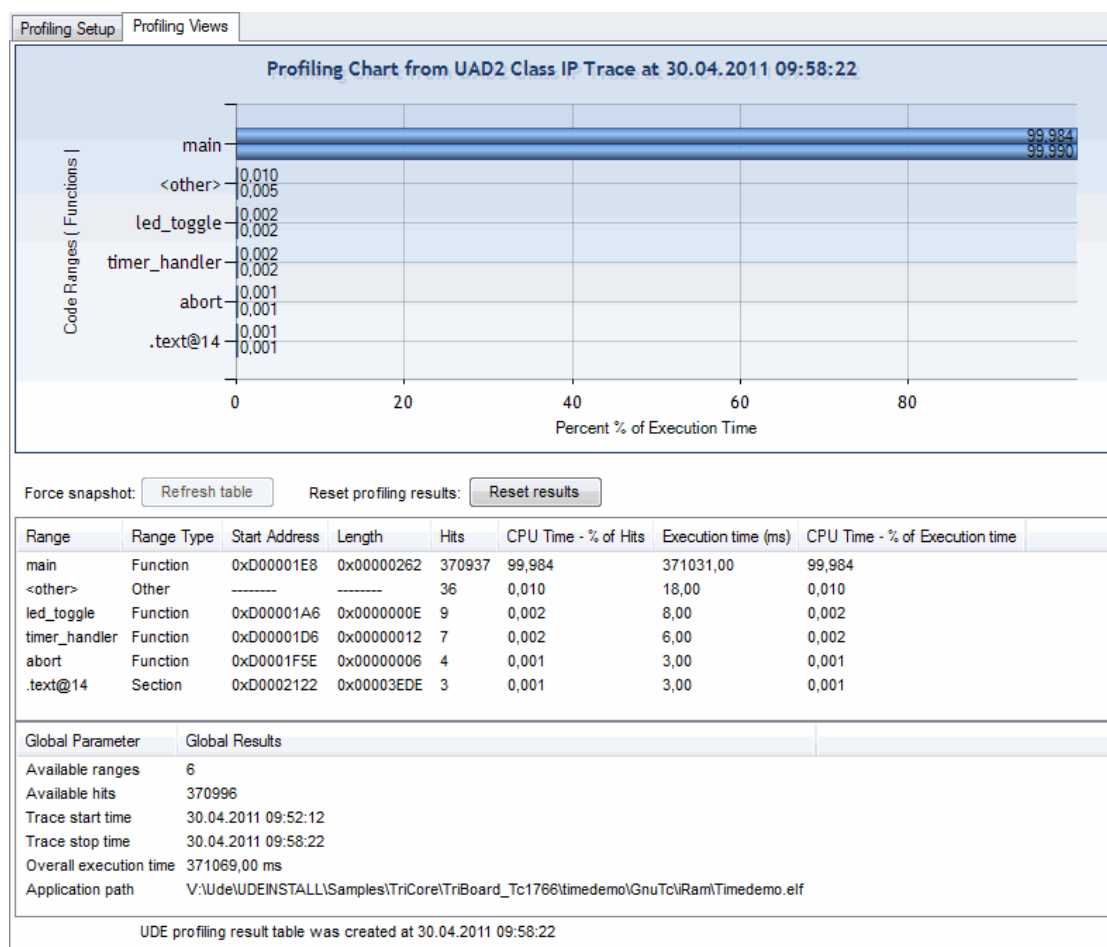 Profiling Setup Profiling Views
Profiling Chart from UAD2 Class IP Trace at 30.04.2011 09:58:22
Code Ranges ( Functions )
main
99,984
99,990
<other>
0,010
0,005
led_toggle
0,002
0,002
timer_handler
0,002
0,002
abort
0,001
0,001
.text@14
0,001
0,001
0 20 40 60 80
Percent % of Execution Time
Force snapshot: Refresh table Reset profiling results: Reset results
Range Range Type Start Address Length Hits CPU Time - % of Hits Execution time (ms) CPU Time - % of Execution time
main Function 0xD00001E8 0x00000262 370937 99,984 371031,00 99,984
<other> Other -------- -------- 36 0,010 18,00 0,010
led_toggle Function 0xD00001A6 0x0000000E 9 0,002 8,00 0,002
timer_handler Function 0xD00001D6 0x00000012 7 0,002 6,00 0,002
abort Function 0xD0001F5E 0x00000006 4 0,001 3,00 0,001
.text@14 Section 0xD0002122 0x00003EDE 3 0,001 3,00 0,001
Global Parameter Global Results
Available ranges 6
Available hits 370996
Trace start time 30.04.2011 09:52:12
Trace stop time 30.04.2011 09:58:22
Overall execution time 371069,00 ms
Application path V:\Ude\UDEINSTALL\Samples\TriCore\TriBoard_Tc1766\timedemo\GnuTc\iRam\Timedemo.elf
UDE profiling result table was created at 30.04.2011 09:58:22